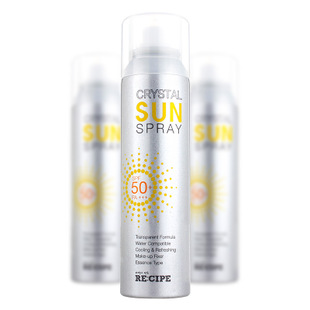 CRYSTAL
SUN
SPRAY
SPF
50+
PA+++
Transparent Formula
Water Compatible
Cooling & Refreshing
Make-up Fixer
Essence Type
RE:CIPE